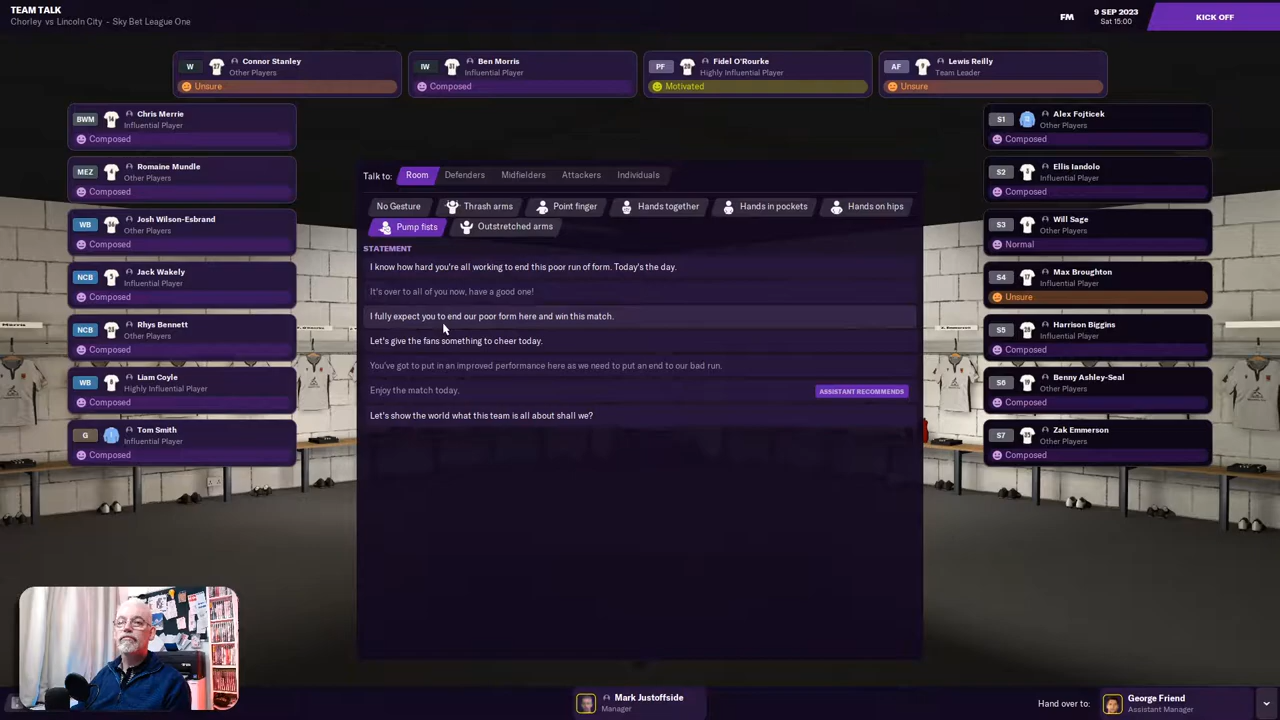 TEAM TALK
Chorley vs Lincoln City - Sky Bet League One
FM
9 SEP 2023
Sat 15:00
KICK OFF
W
27
Connor Stanley
Other Players
Unsure
IW
31
Ben Morris
Influential Player
Composed
PF
20
Fidel O'Rourke
Highly Influential Player
Motivated
AF
9
Lewis Reilly
Team Leader
Unsure
BWM
14
Chris Merrie
Influential Player
Composed
MEZ
4
Romaine Mundle
Other Players
Composed
WB
Josh Wilson-Esbrand
Other Players
Composed
NCB
5
Jack Wakely
Influential Player
Composed
NCB
Rhys Bennett
Other Players
Composed
WB
8
Liam Coyle
Highly Influential Player
Composed
G
1
Tom Smith
Influential Player
Composed
Talk to:
Room
Defenders
Midfielders
Attackers
Individuals
No Gesture
Thrash arms
Point finger
Hands together
Hands in pockets
Hands on hips
Pump fists
Outstretched arms
STATEMENT
I know how hard you're all working to end this poor run of form. Today's the day.
It's over to all of you now, have a good one!
I fully expect you to end our poor form here and win this match.
Let's give the fans something to cheer today.
You've got to put in an improved performance here as we need to put an end to our bad run.
Enjoy the match today.
ASSISTANT RECOMMENDS
Let's show the world what this team is all about shall we?
S1
Alex Fojticek
Other Players
Composed
S2
Ellis Iandolo
Influential Player
Composed
S3
Will Sage
Other Players
Normal
S4
17
Max Broughton
Influential Player
Unsure
S5
Harrison Biggins
Influential Player
Composed
S6
19
Benny Ashley-Seal
Other Players
Composed
S7
Zak Emmerson
Other Players
Composed
Mark Justoffside
Manager
Hand over to:
George Friend
Assistant Manager